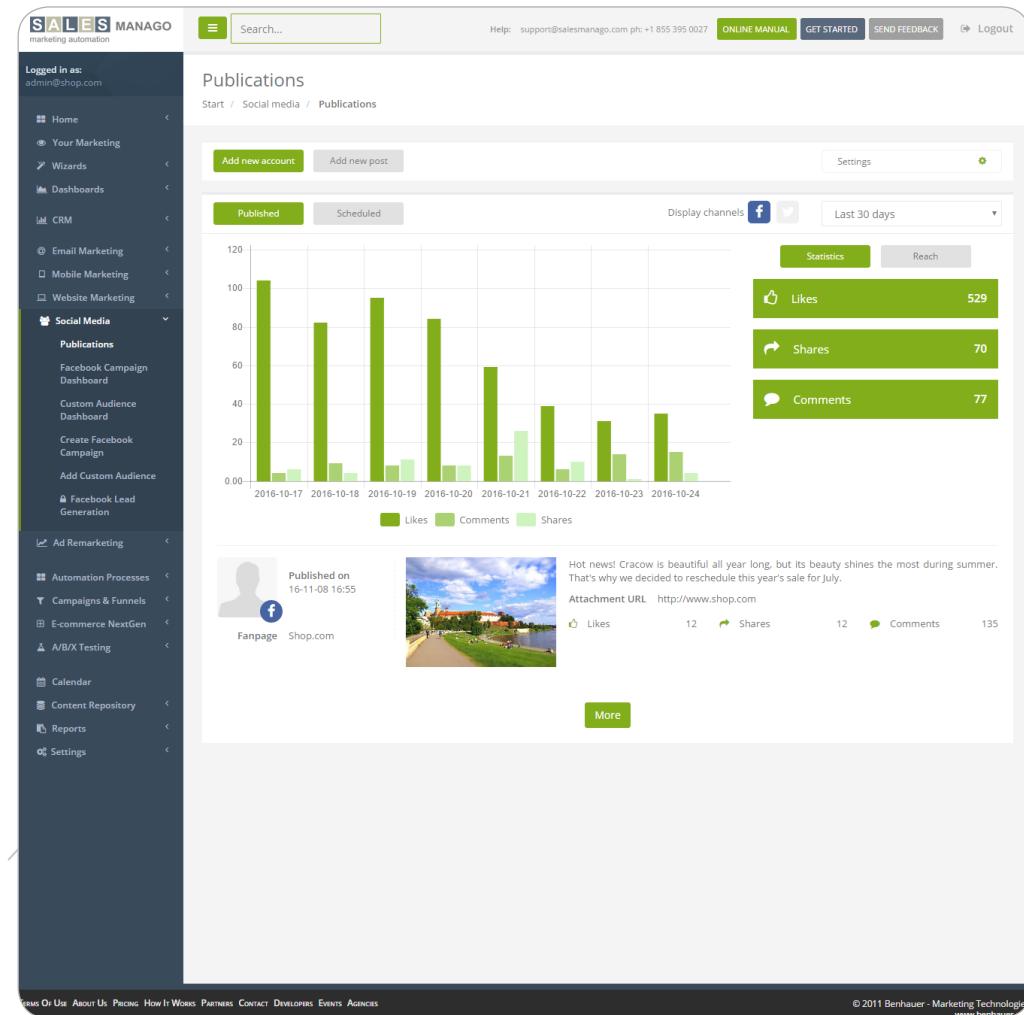 SALES MANAGO
marketing automation
Search...
Help: support@salesmanago.com ph: +1 855 395 0027
ONLINE MANUAL
GET STARTED
SEND FEEDBACK
Logout
Logged in as:
admin@shop.com
Home
Your Marketing
Wizards
Dashboards
CRM
Email Marketing
Mobile Marketing
Website Marketing
Social Media
Publications
Facebook Campaign
Dashboard
Custom Audience
Dashboard
Create Facebook
Campaign
Add Custom Audience
Facebook Lead
Generation
Ad Remarketing
Automation Processes
Campaigns & Funnels
E-commerce NextGen
A/B/X Testing
Calendar
Content Repository
Reports
Settings
Publications
Start / Social media / Publications
Add new account
Add new post
Settings
Published
Scheduled
Display channels
Last 30 days
120
100
80
60
40
20
0.00
2016-10-17 2016-10-18 2016-10-19 2016-10-20 2016-10-21 2016-10-22 2016-10-23 2016-10-24
Likes Comments Shares
Statistics
Reach
Likes 529
Shares 70
Comments 77
Published on
16-11-08 16:55
Fanpage Shop.com
Hot news! Cracow is beautiful all year long, but its beauty shines the most during summer.
That's why we decided to reschedule this year's sale for July.
Attachment URL http://www.shop.com
Likes 12 Shares 12 Comments 135
More
Terms Of Use About Us Pricing How It Works Partners Contact Developers Events Agencies
© 2011 Benhauer - Marketing Technologie